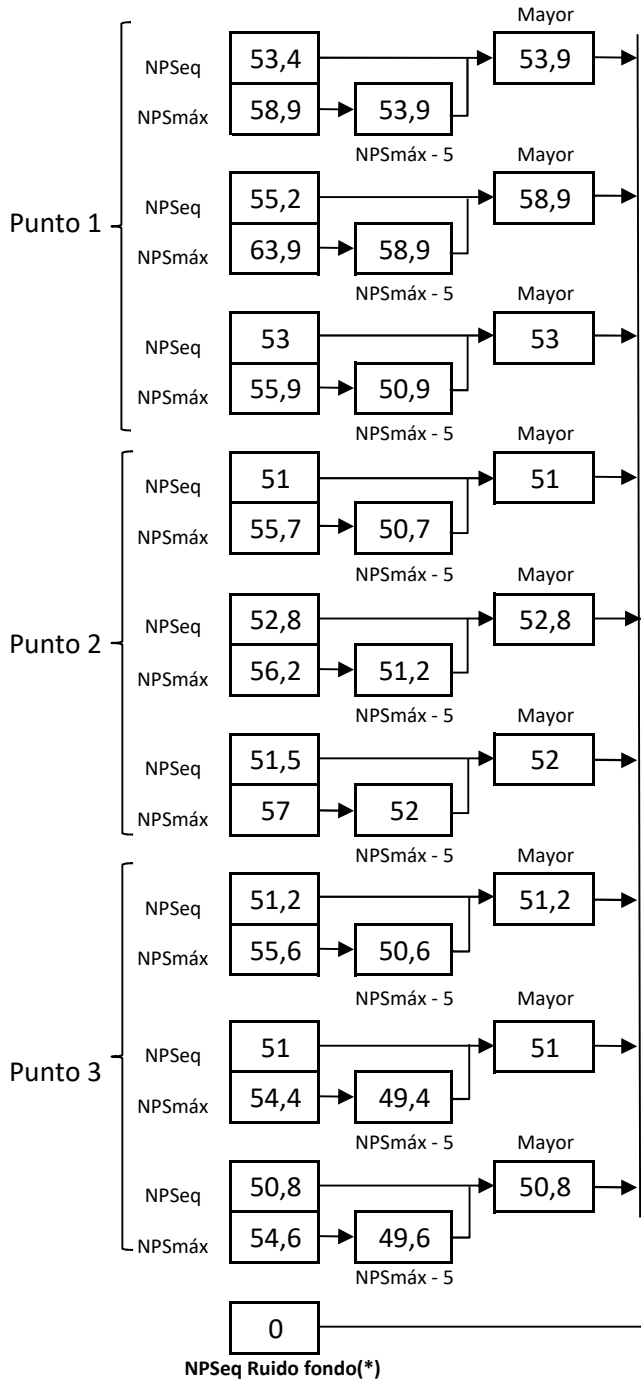 Mayor
NPSeq 53,4 53,9
NPSmáx 58,9 53,9
NPSmáx - 5
Mayor
NPSeq 55,2 58,9
Punto 1
NPSmáx 63,9 58,9
NPSmáx - 5
Mayor
NPSeq 53 53
NPSmáx 55,9 50,9
NPSmáx - 5
Mayor
NPSeq 51 51
NPSmáx 55,7 50,7
NPSmáx - 5
Mayor
NPSeq 52,8 52,8
Punto 2
NPSmáx 56,2 51,2
NPSmáx - 5
Mayor
NPSeq 51,5 52
NPSmáx 57 52
NPSmáx - 5
Mayor
NPSeq 51,2 51,2
NPSmáx 55,6 50,6
NPSmáx - 5
Mayor
NPSeq 51 51
Punto 3
NPSmáx 54,4 49,4
NPSmáx - 5
Mayor
NPSeq 50,8 50,8
NPSmáx 54,6 49,6
NPSmáx - 5
0
NPSeq Ruido fondo(*)